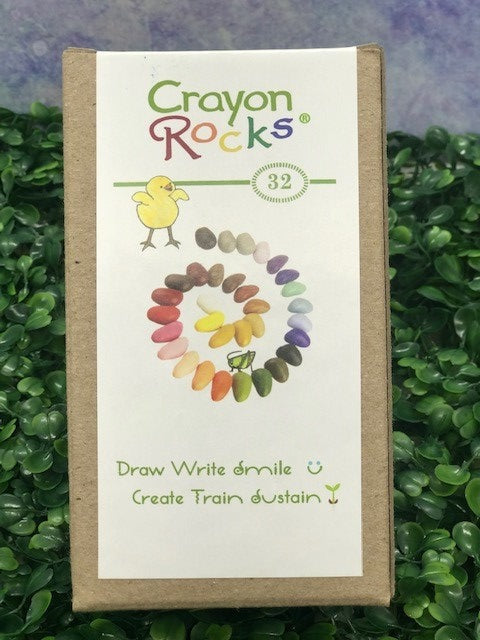 Crayon
Rocks®
32
Draw Write Smile
Create Train Sustain